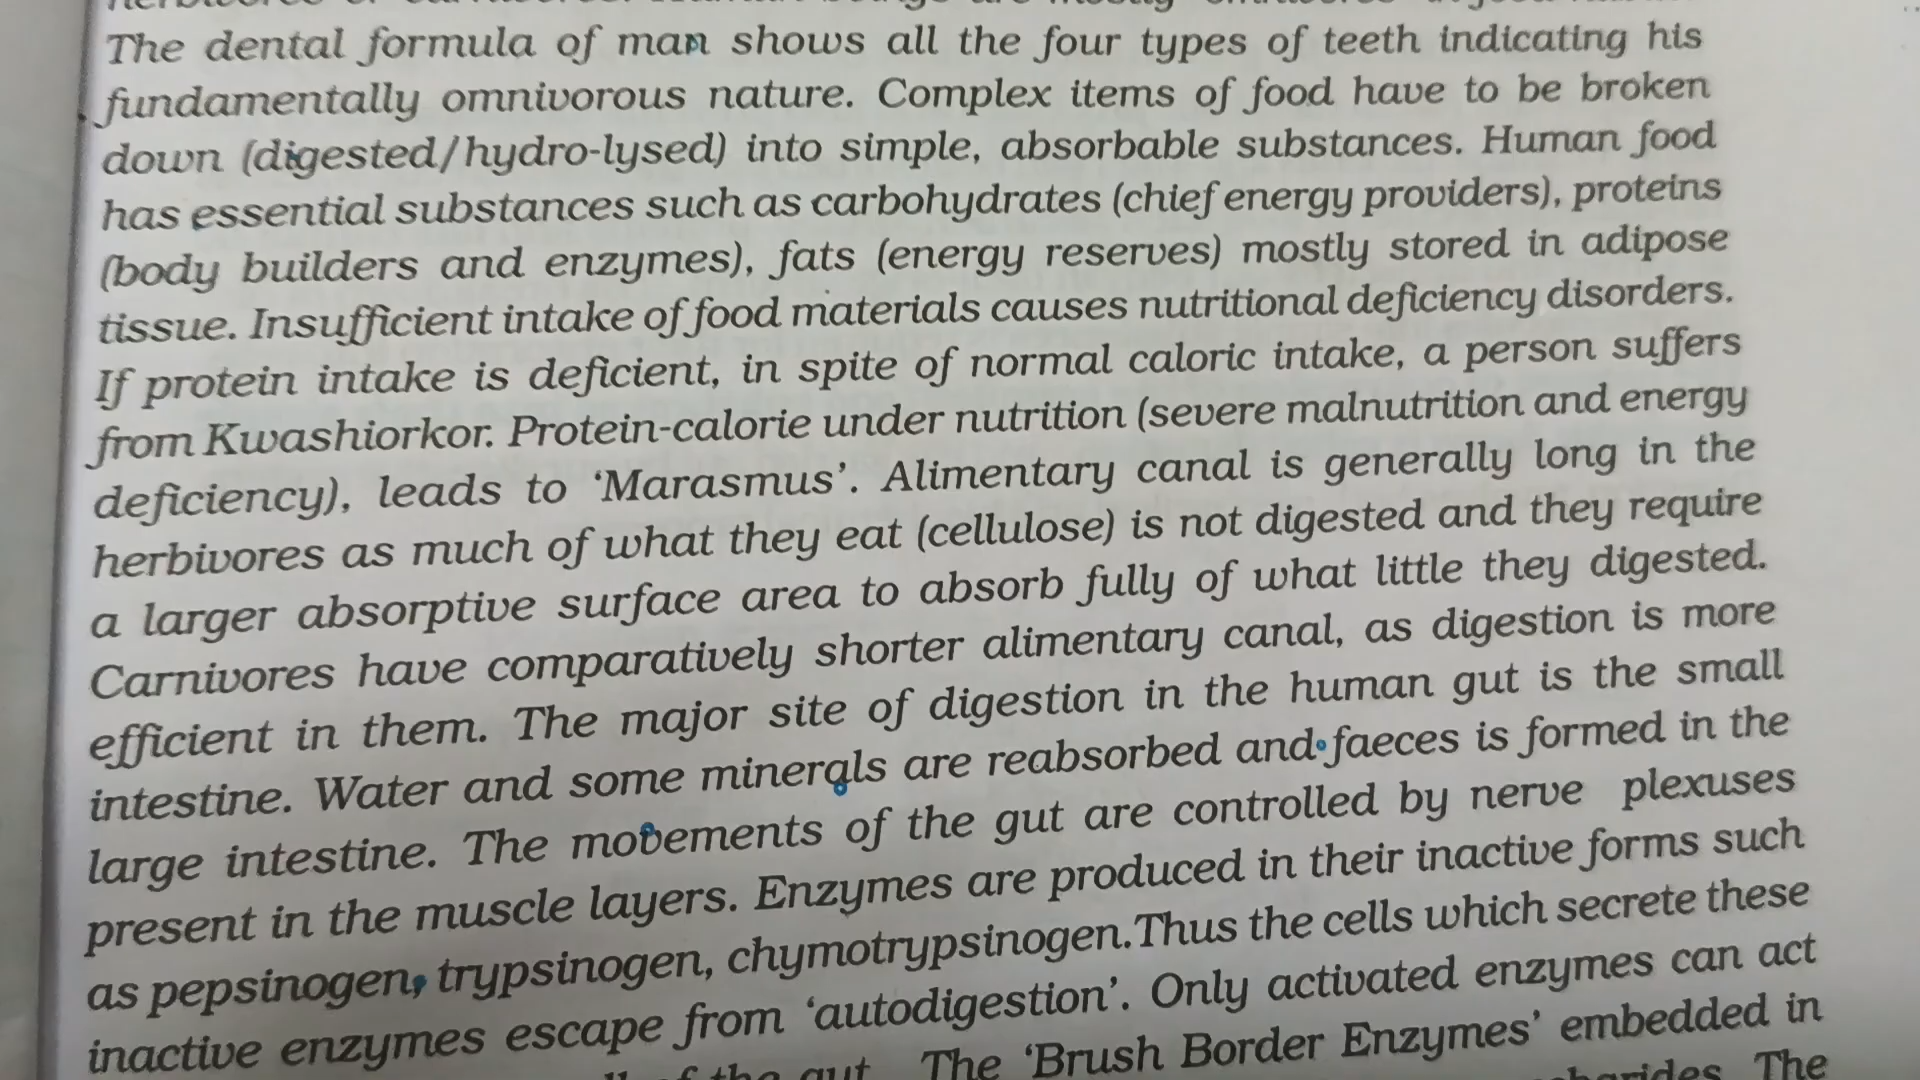 The dental formula of man shows all the four types of teeth indicating his
fundamentally omnivorous nature. Complex items of food have to be broken
down (digested/hydro-lysed) into simple, absorbable substances. Human food
has essential substances such as carbohydrates (chief energy providers), proteins
(body builders and enzymes), fats (energy reserves) mostly stored in adipose
tissue. Insufficient intake of food materials causes nutritional deficiency disorders.
If protein intake is deficient, in spite of normal caloric intake, a person suffers
from Kwashiorkor. Protein-calorie under nutrition (severe malnutrition and energy
deficiency), leads to ‘Marasmus’. Alimentary canal is generally long in the
herbivores as much of what they eat (cellulose) is not digested and they require
a larger absorptive surface area to absorb fully of what little they digested.
Carnivores have comparatively shorter alimentary canal, as digestion is more
efficient in them. The major site of digestion in the human gut is the small
intestine. Water and some minerals are reabsorbed and faeces is formed in the
large intestine. The movements of the gut are controlled by nerve plexuses
present in the muscle layers. Enzymes are produced in their inactive forms such
as pepsinogen, trypsinogen, chymotrypsinogen.Thus the cells which secrete these
inactive enzymes escape from ‘autodigestion’. Only activated enzymes can act
of the gut The ‘Brush Border Enzymes’ embedded in
The